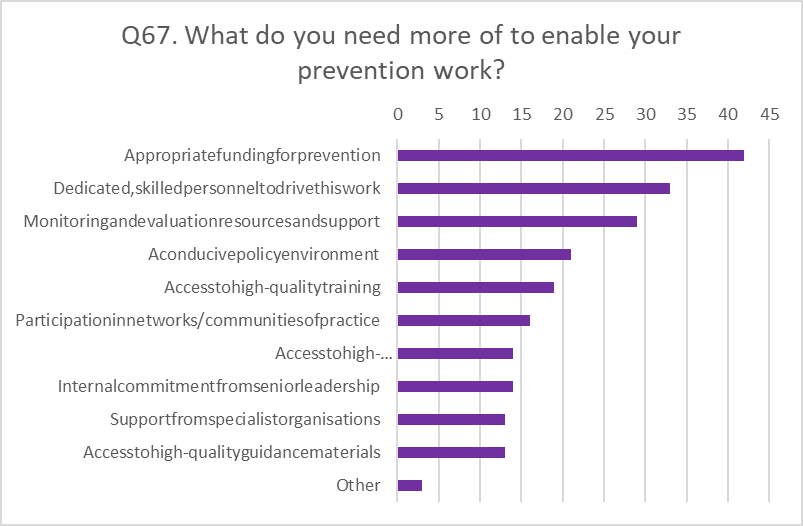 Q67. What do you need more of to enable your
prevention work?
0 5 10 15 20 25 30 35 40 45
Appropriatefundingforprevention
Dedicated,skilledpersonneltodrivethiswork
Monitoringandevaluationresourcesandsupport
Aconducivepolicyenvironment
Accesstohigh-qualitytraining
Participationinnetworks/communitiesofpractice
Accesstohigh-...
Internalcommitmentfromseniorleadership
Supportfromspecialistorganisations
Accesstohigh-qualityguidancematerials
Other